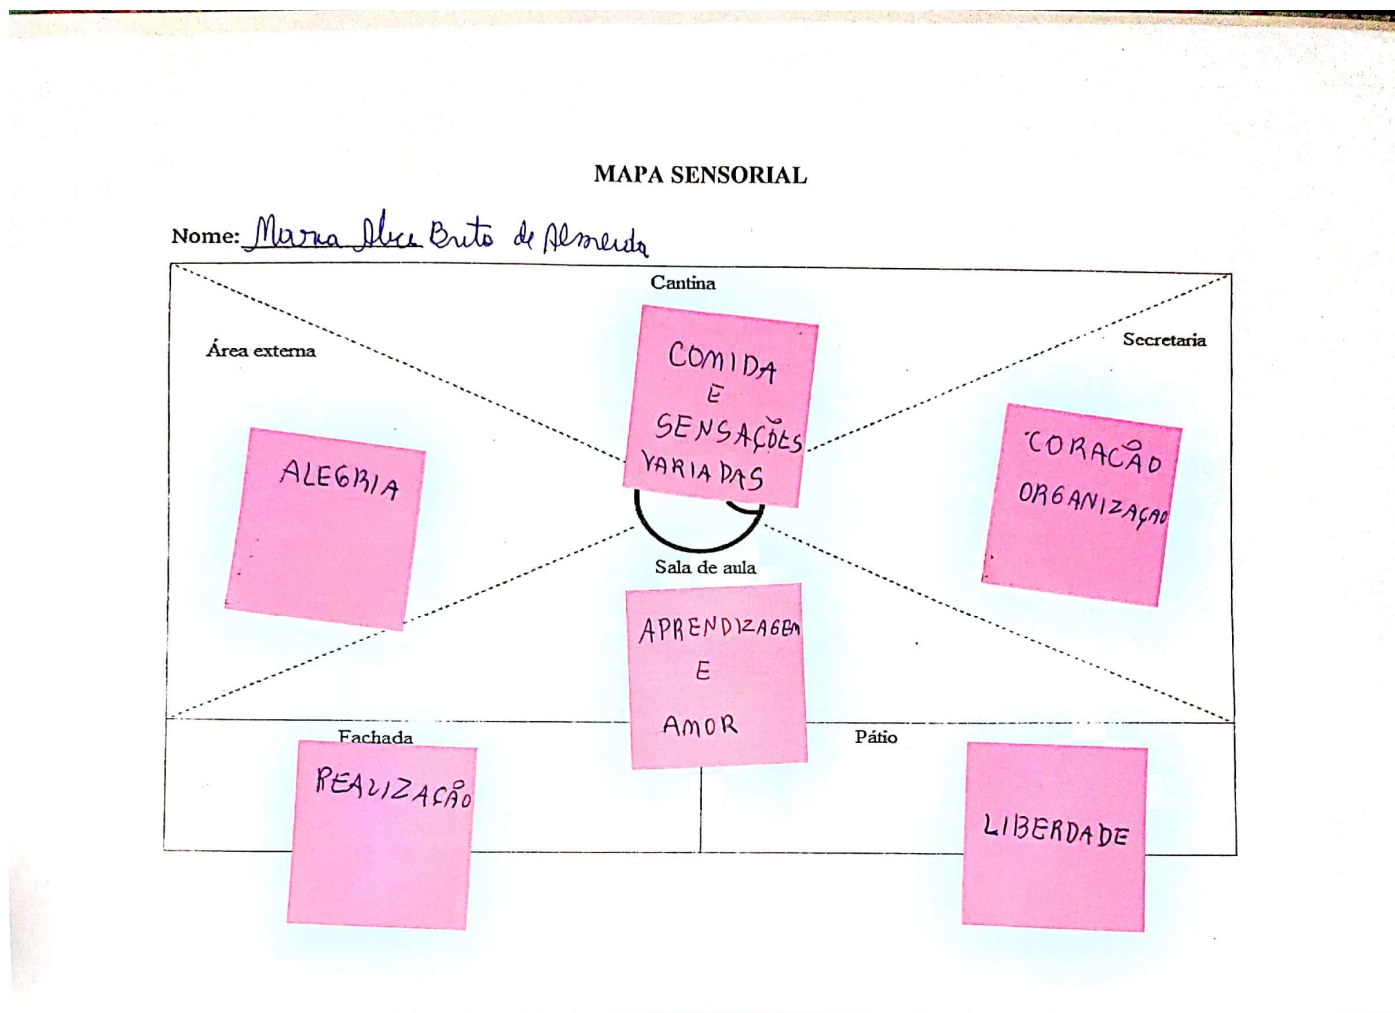 MAPA SENSORIAL
Nome: Maria Alice Brito de Almeida
Cantina
COMIDA
E
SENSAÇÕES
VARIADAS
Área externa
ALEGRIA
Secretaria
CORACÃO
ORGANIZAÇÃO
Sala de aula
APRENDIZAGEM
E
AMOR
Fachada
REALIZAÇÃO
Pátio
LIBERDADE